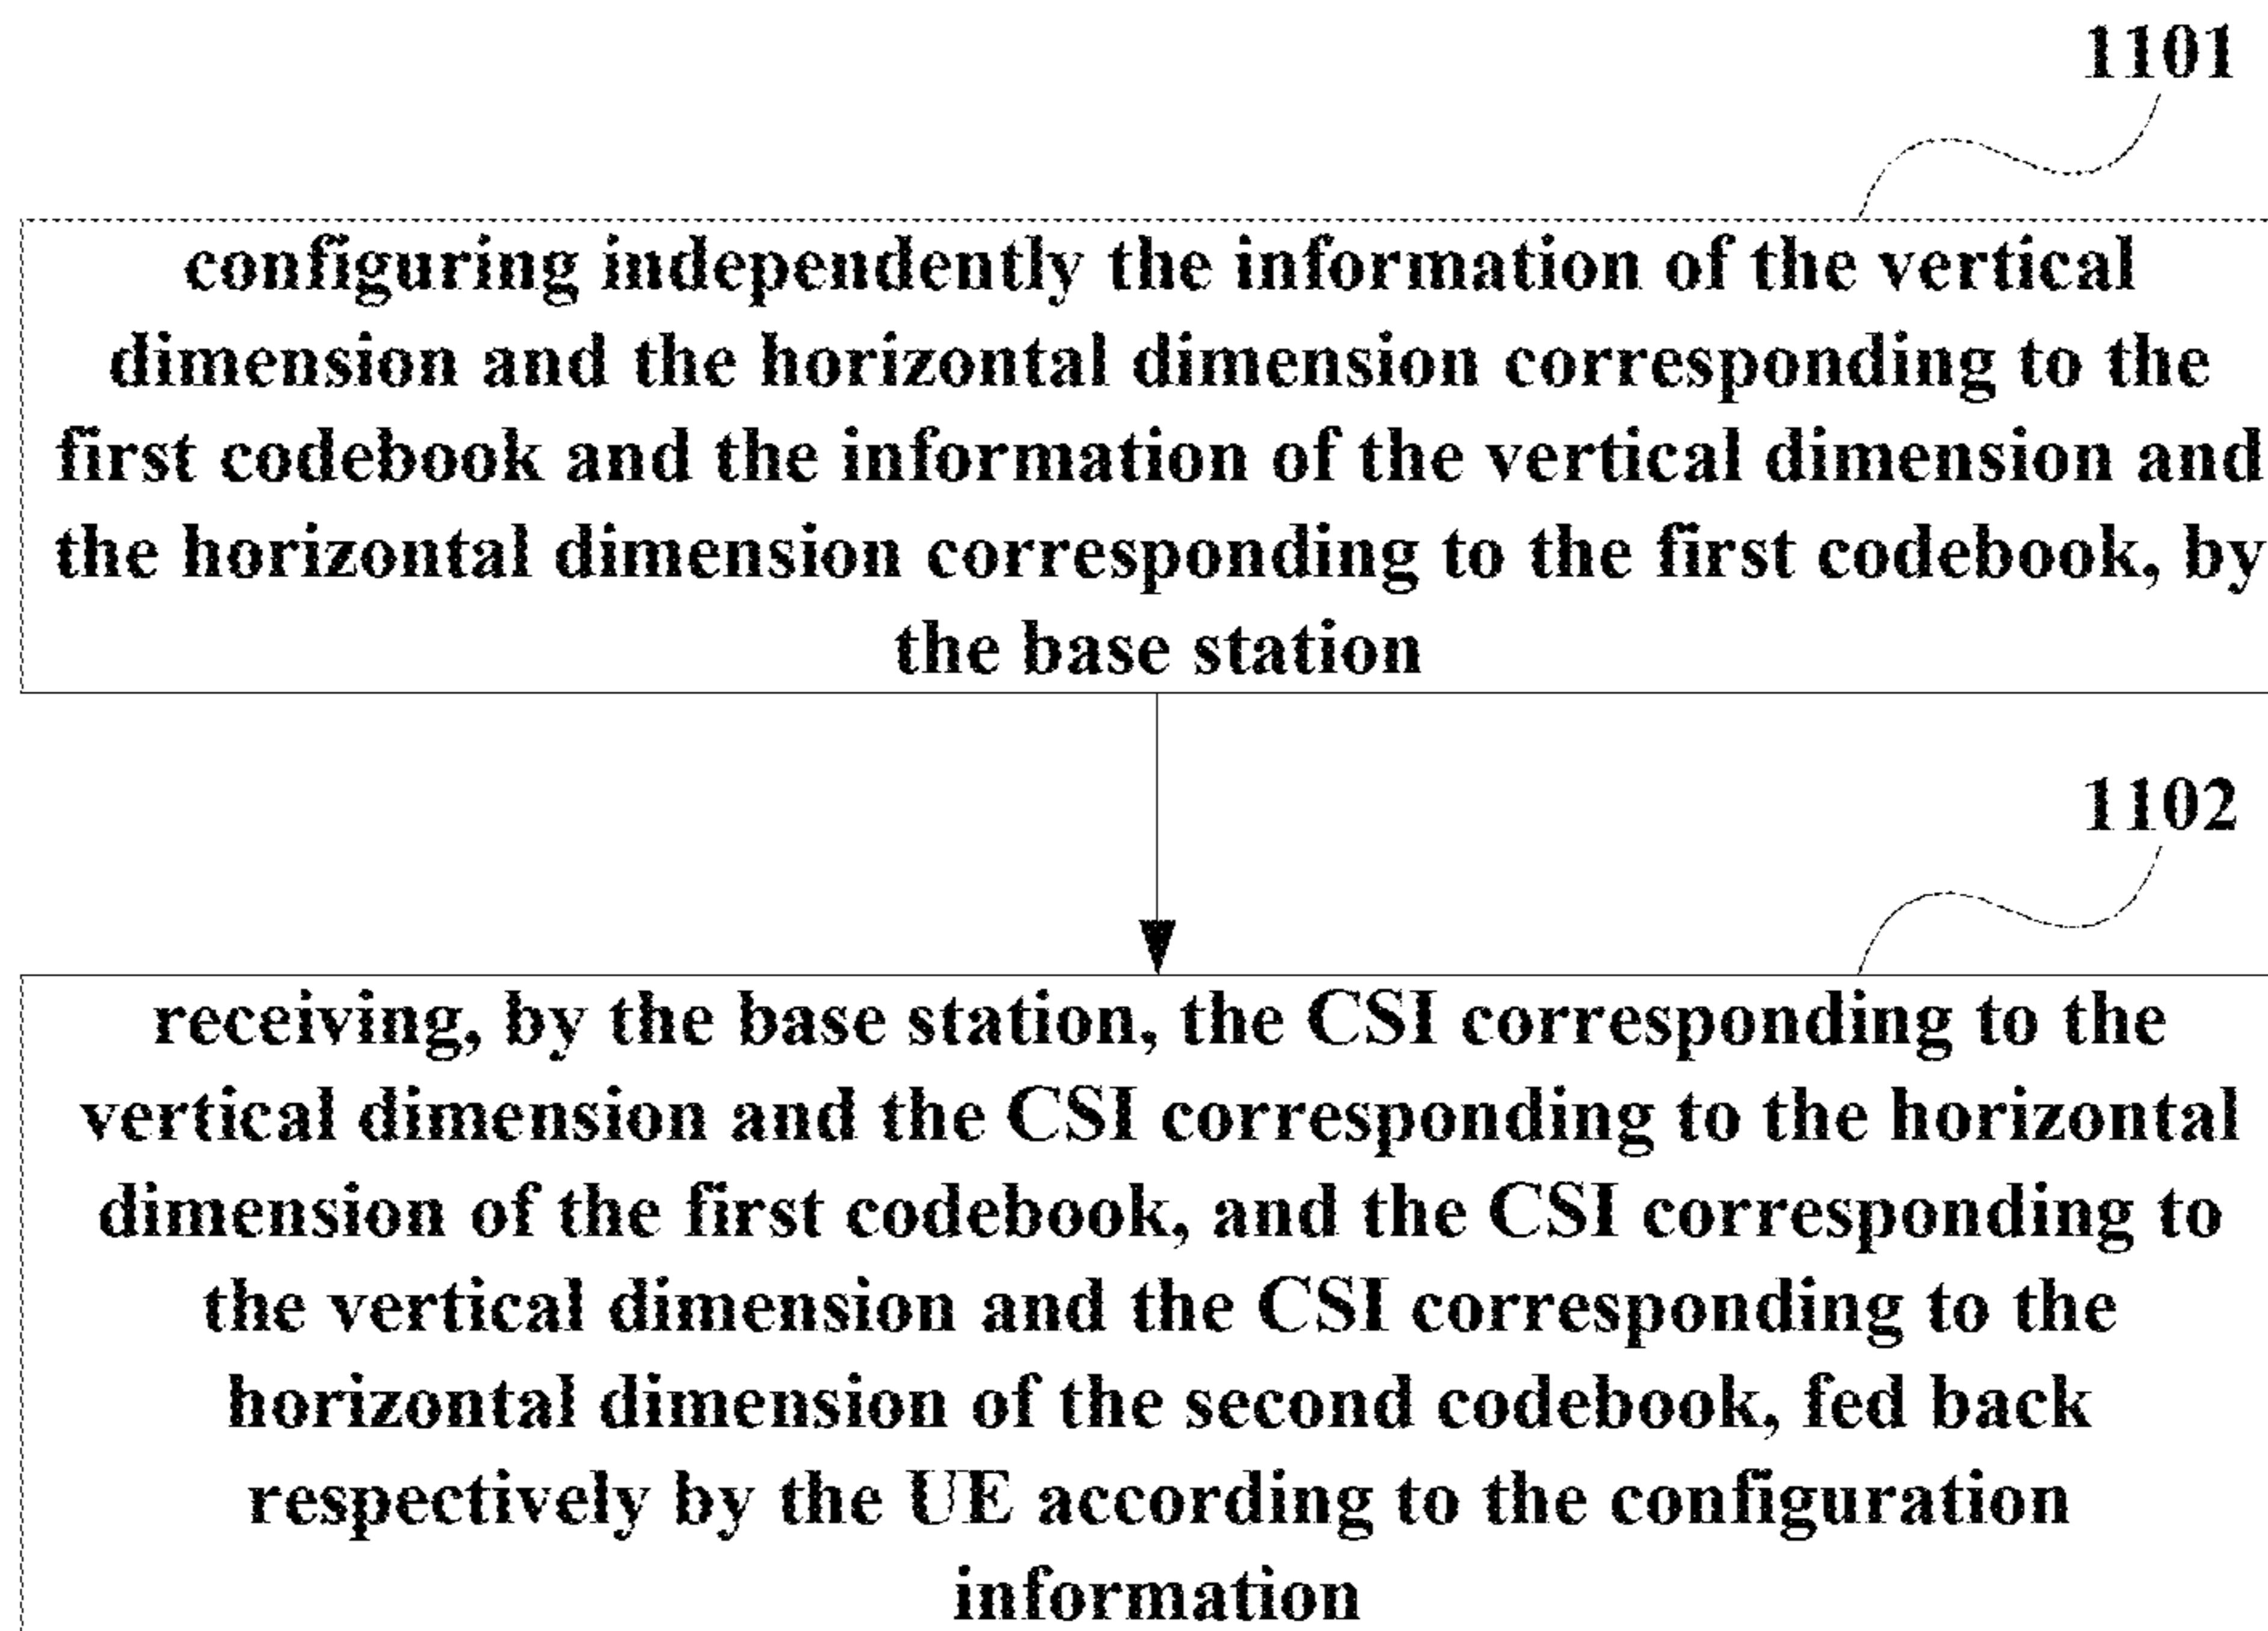 1101
configuring independently the information of the vertical
dimension and the horizontal dimension corresponding to the
first codebook and the information of the vertical dimension and
the horizontal dimension corresponding to the first codebook, by
the base station
1102
receiving, by the base station, the CSI corresponding to the
vertical dimension and the CSI corresponding to the horizontal
dimension of the first codebook, and the CSI corresponding to
the vertical dimension and the CSI corresponding to the
horizontal dimension of the second codebook, fed back
respectively by the UE according to the configuration
information